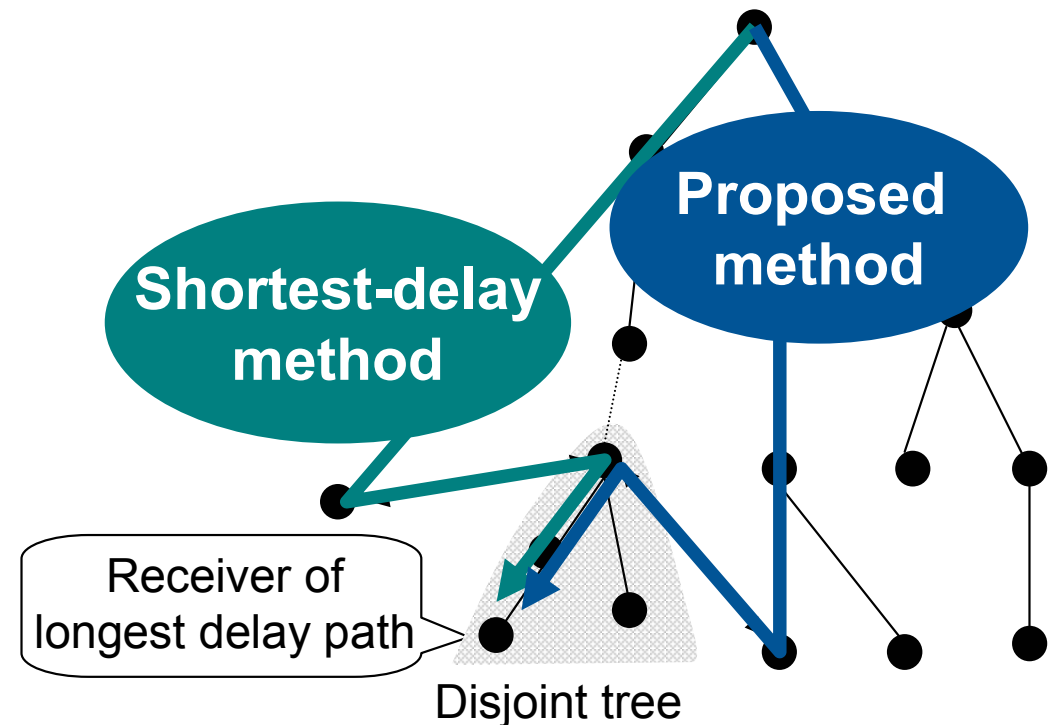 Proposed
method
Shortest-delay
method
Receiver of
longest delay path
Disjoint tree